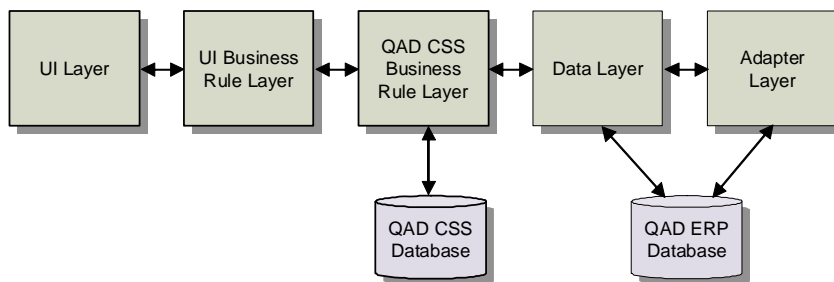 UI Layer
UI Business
Rule Layer
QAD CSS
Business
Rule Layer
Data Layer
Adapter
Layer
QAD CSS
Database
QAD ERP
Database